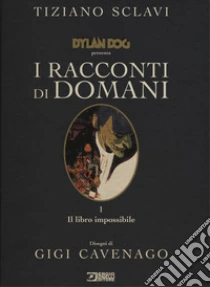 TIZIANO SCLAVI
DYLAN DOG
presenta
I RACCONTI
DI DOMANI
1
Il libro impossibile
Disegni di
GIGI CAVENAGO